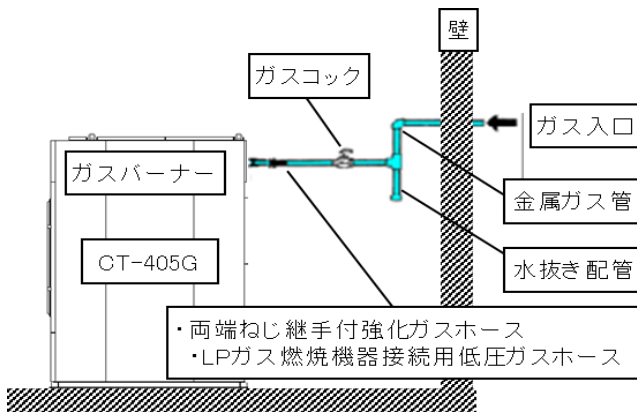 壁
ガスコック
ガス入口
ガスバーナー
金属ガス管
CT-405G
水抜き配管
・両端ねじ継手付強化ガスホース
・LPガス燃焼機器接続用低圧ガスホース